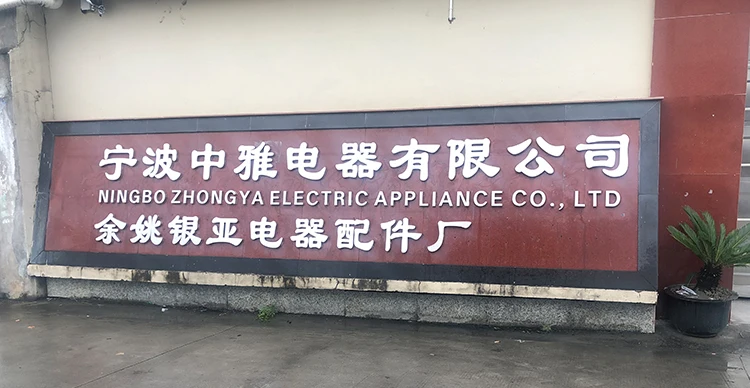 宁波中雅电器有限公司
NINGBO ZHONGYA ELECTRIC APPLIANCE CO., LTD
余姚银亚电器配件厂